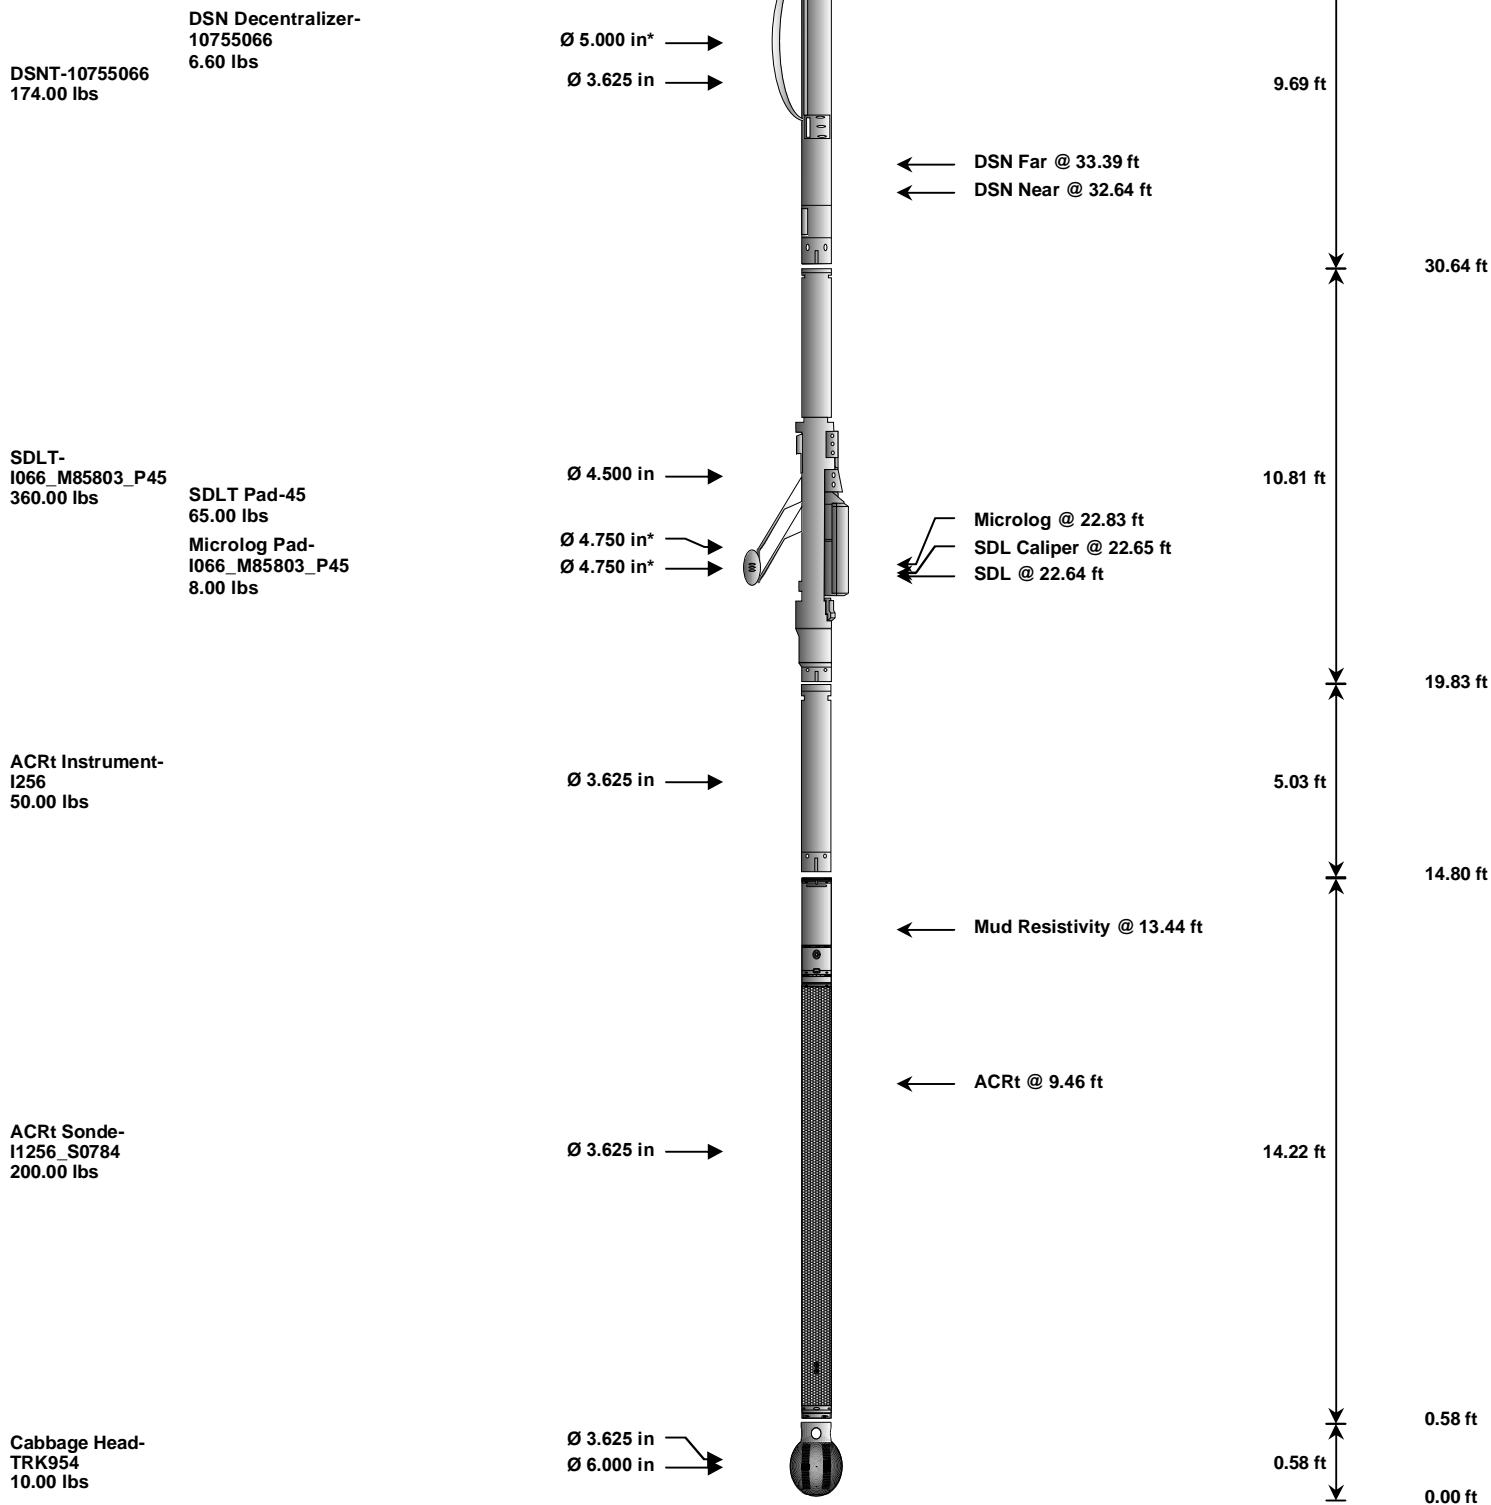 DSN Decentralizer-
10755066
6.60 lbs
DSNT-10755066
174.00 lbs
Ø 5.000 in*
Ø 3.625 in
9.69 ft
DSN Far @ 33.39 ft
DSN Near @ 32.64 ft
30.64 ft
SDLT-
I066_M85803_P45
360.00 lbs
SDLT Pad-45
65.00 lbs
Microlog Pad-
I066_M85803_P45
8.00 lbs
Ø 4.500 in
Ø 4.750 in*
Ø 4.750 in*
10.81 ft
Microlog @ 22.83 ft
SDL Caliper @ 22.65 ft
SDL @ 22.64 ft
19.83 ft
ACRt Instrument-
I256
50.00 lbs
Ø 3.625 in
5.03 ft
14.80 ft
Mud Resistivity @ 13.44 ft
ACRt @ 9.46 ft
ACRt Sonde-
I1256_S0784
200.00 lbs
Ø 3.625 in
14.22 ft
0.58 ft
Cabbage Head-
TRK954
10.00 lbs
Ø 3.625 in
Ø 6.000 in
0.58 ft
0.00 ft